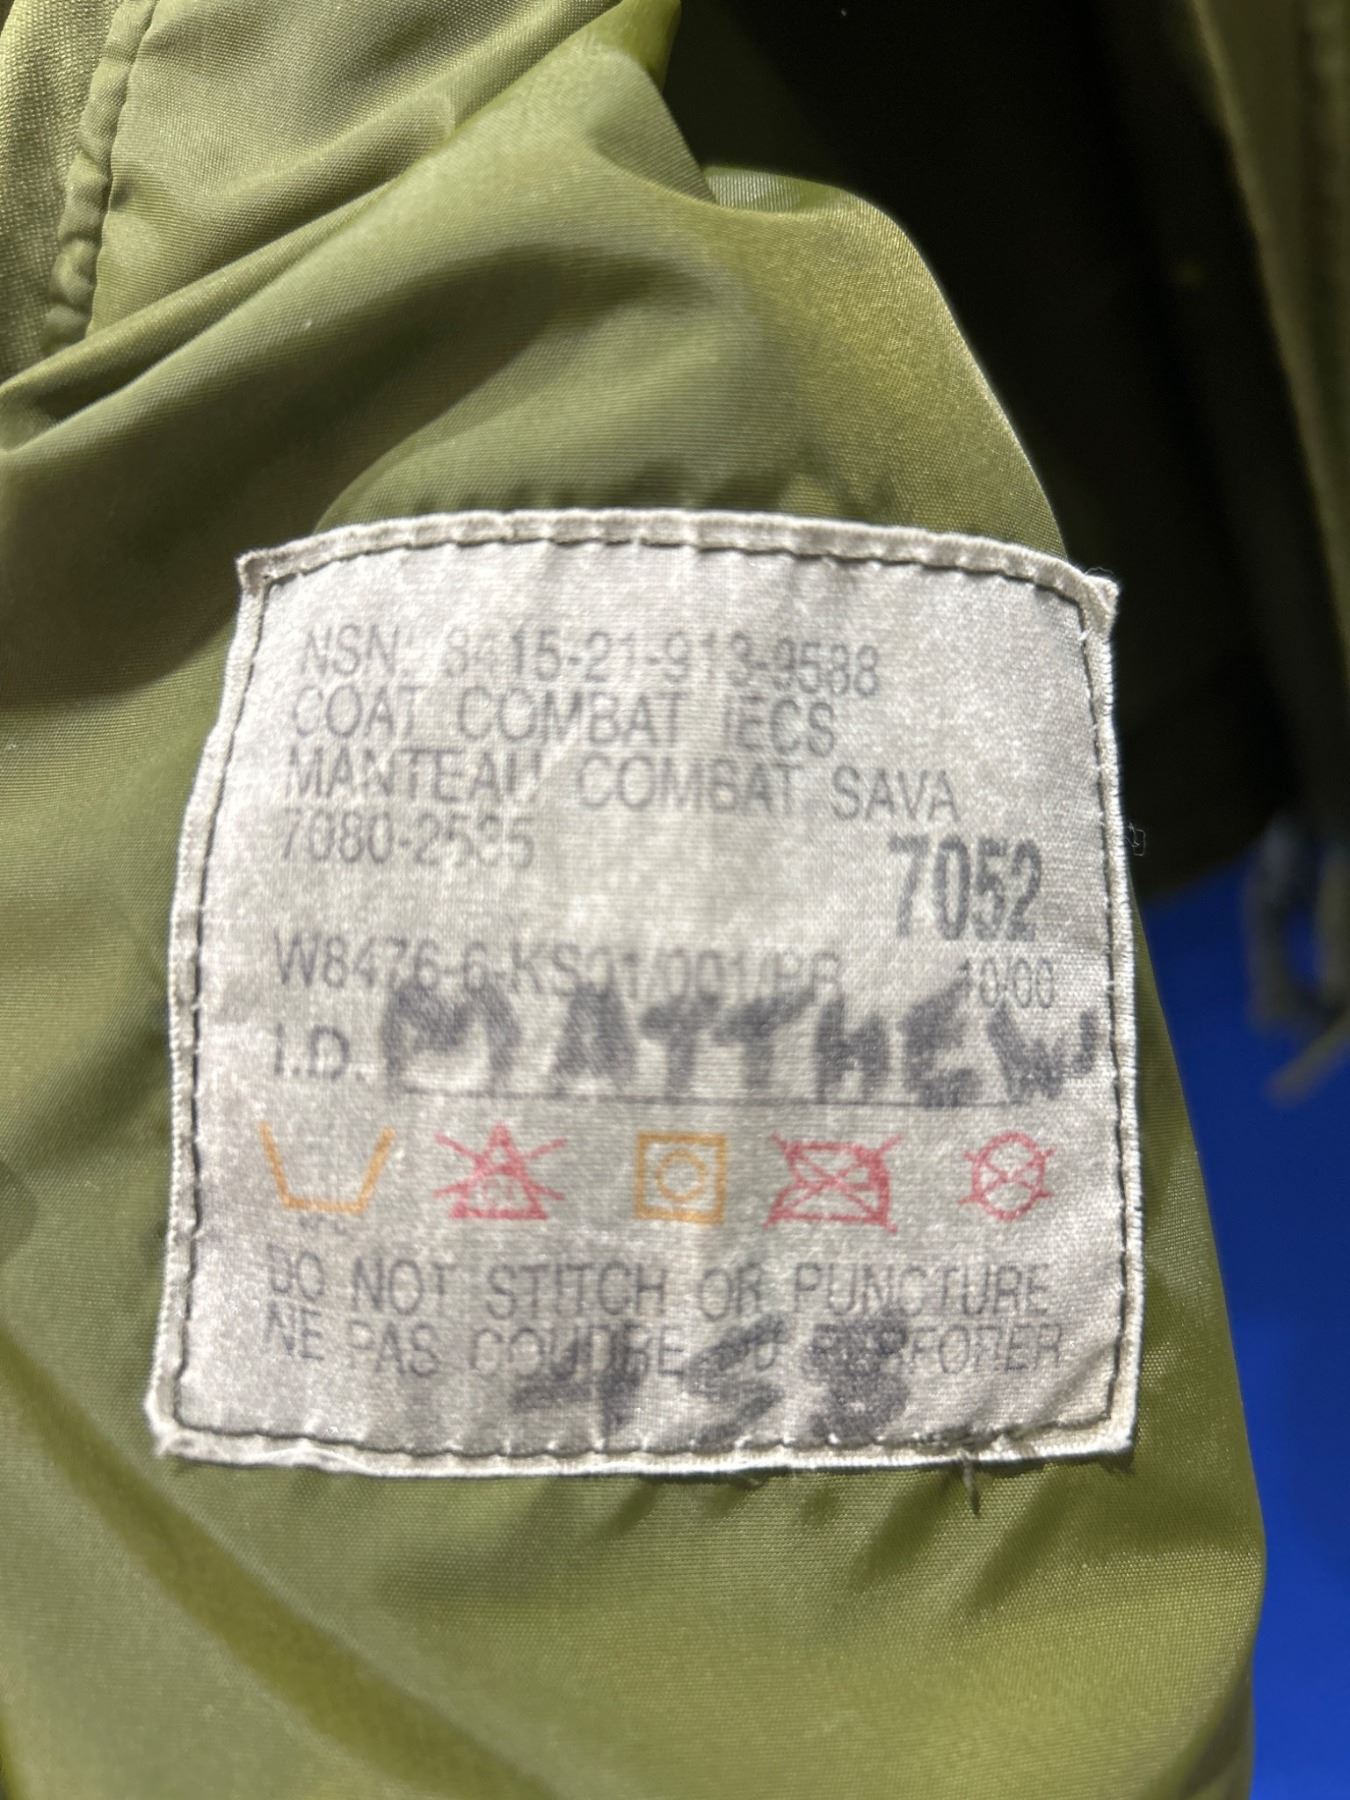 NSN 8415-21-913-9588
COAT COMBAT IECS
MANTEAU COMBAT SAVA
7080-2535
7052
W8476-6-KS01/001/PR 10/00
I.D. MATTHEW
DO NOT STITCH OR PUNCTURE
NE PAS COUDRE OU PERFORER